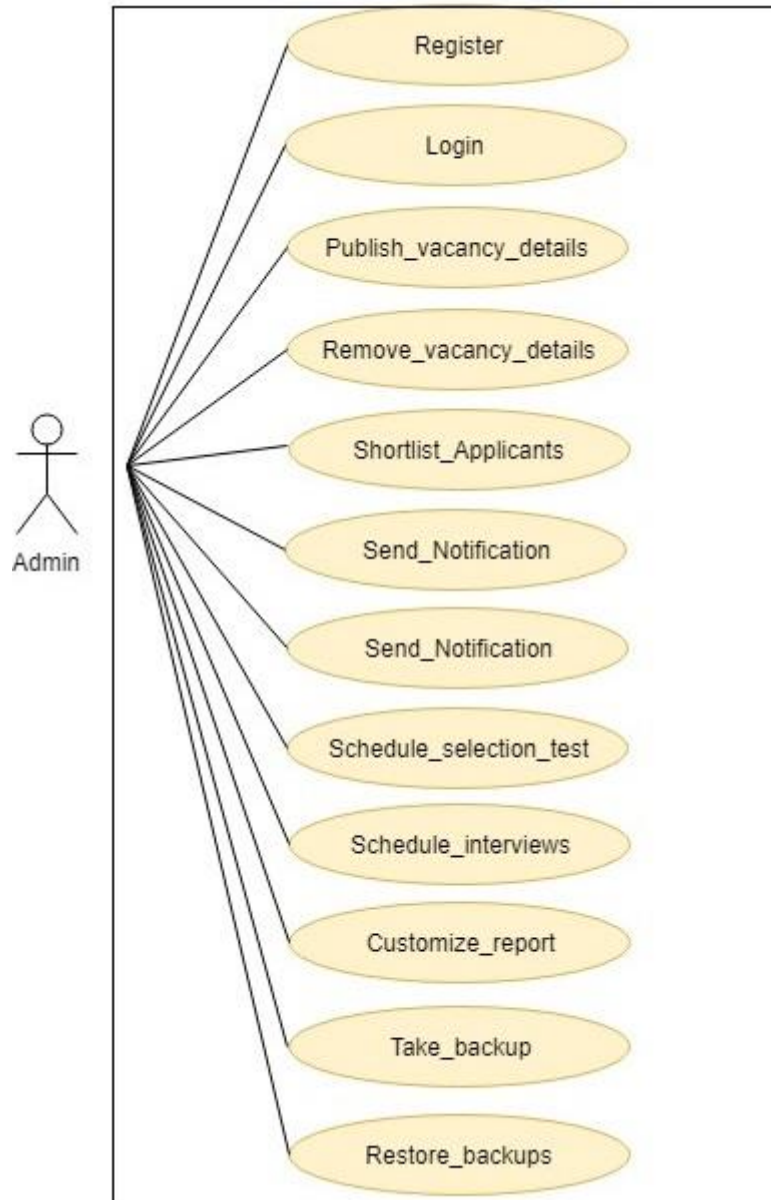 Register
Login
Publish_vacancy_details
Remove_vacancy_details
Shortlist_Applicants
Admin
Send_Notification
Send_Notification
Schedule_selection_test
Schedule_interviews
Customize_report
Take_backup
Restore_backups